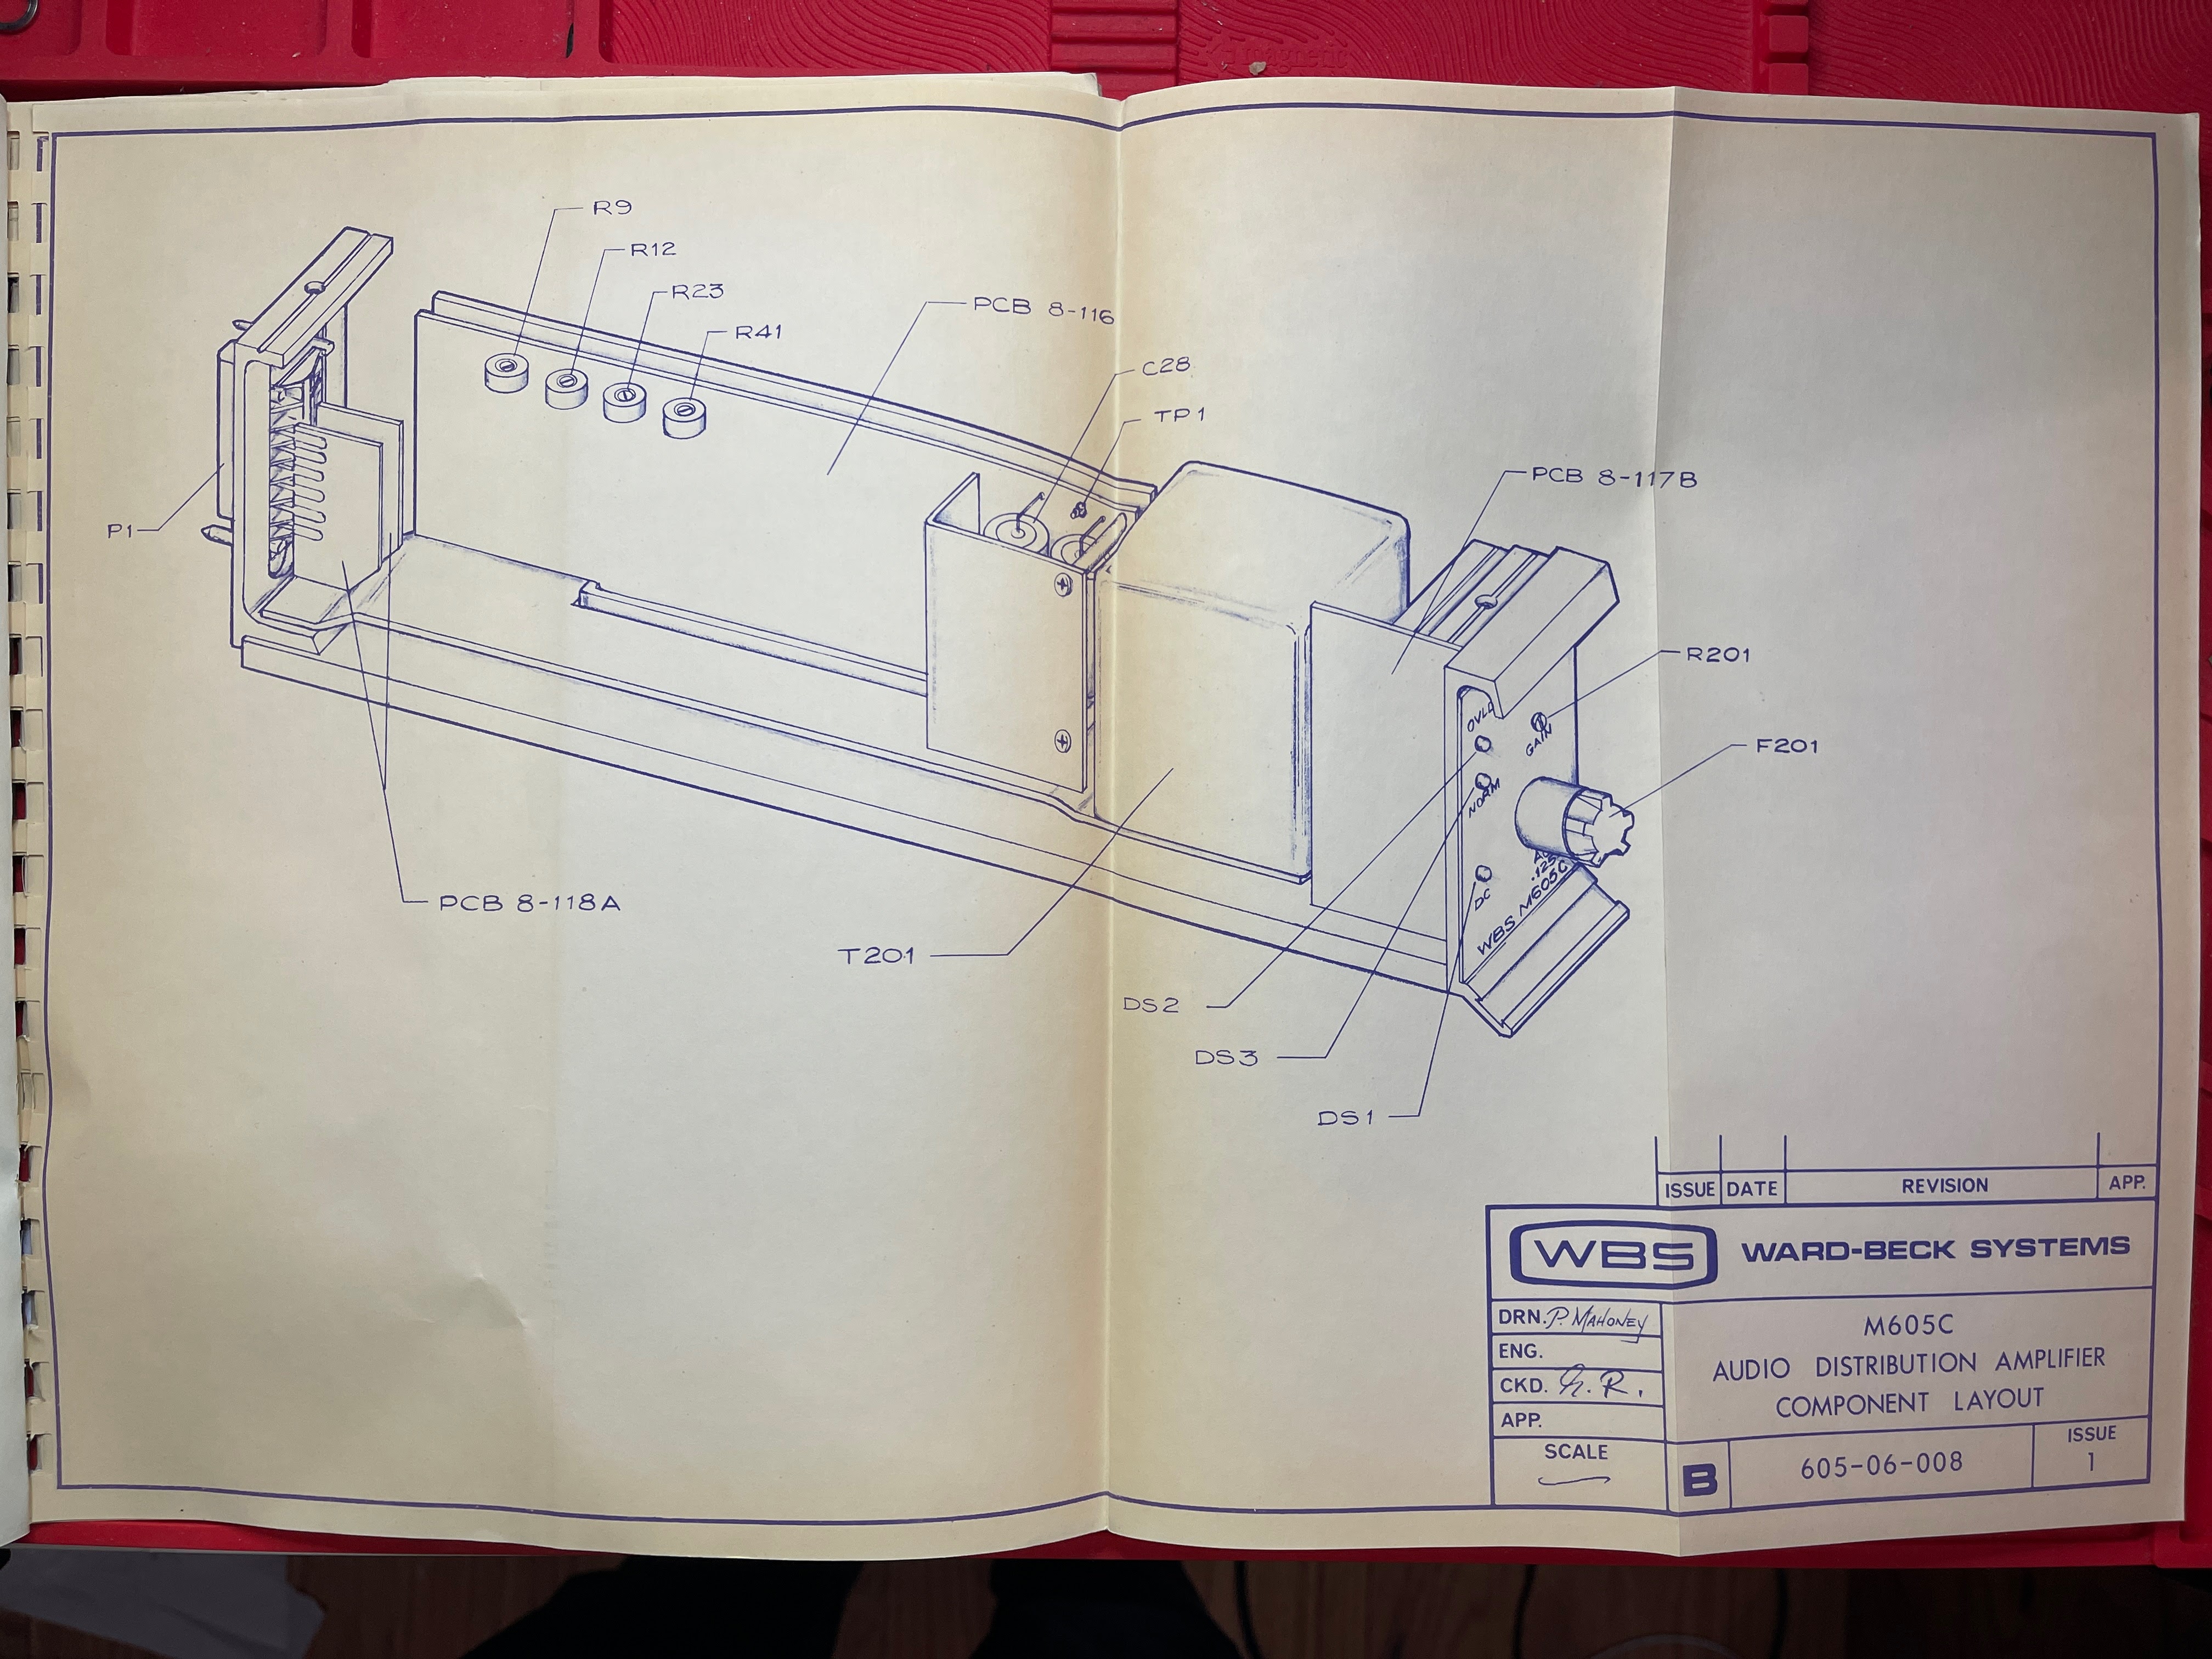 R9
R12
R23
R41
PCB 8-116
C28
TP1
PCB 8-117B
P1
R201
F201
OVLD
GAIN
NORM
DC
.125
WBS M605C
PCB 8-118A
T201
DS2
DS3
DS1
ISSUE DATE REVISION APP.
WBS WARD-BECK SYSTEMS
DRN. P. MAHONEY
ENG.
CKD. G. R.
APP.
SCALE
M605C
AUDIO DISTRIBUTION AMPLIFIER
COMPONENT LAYOUT
B 605-06-008
ISSUE
1